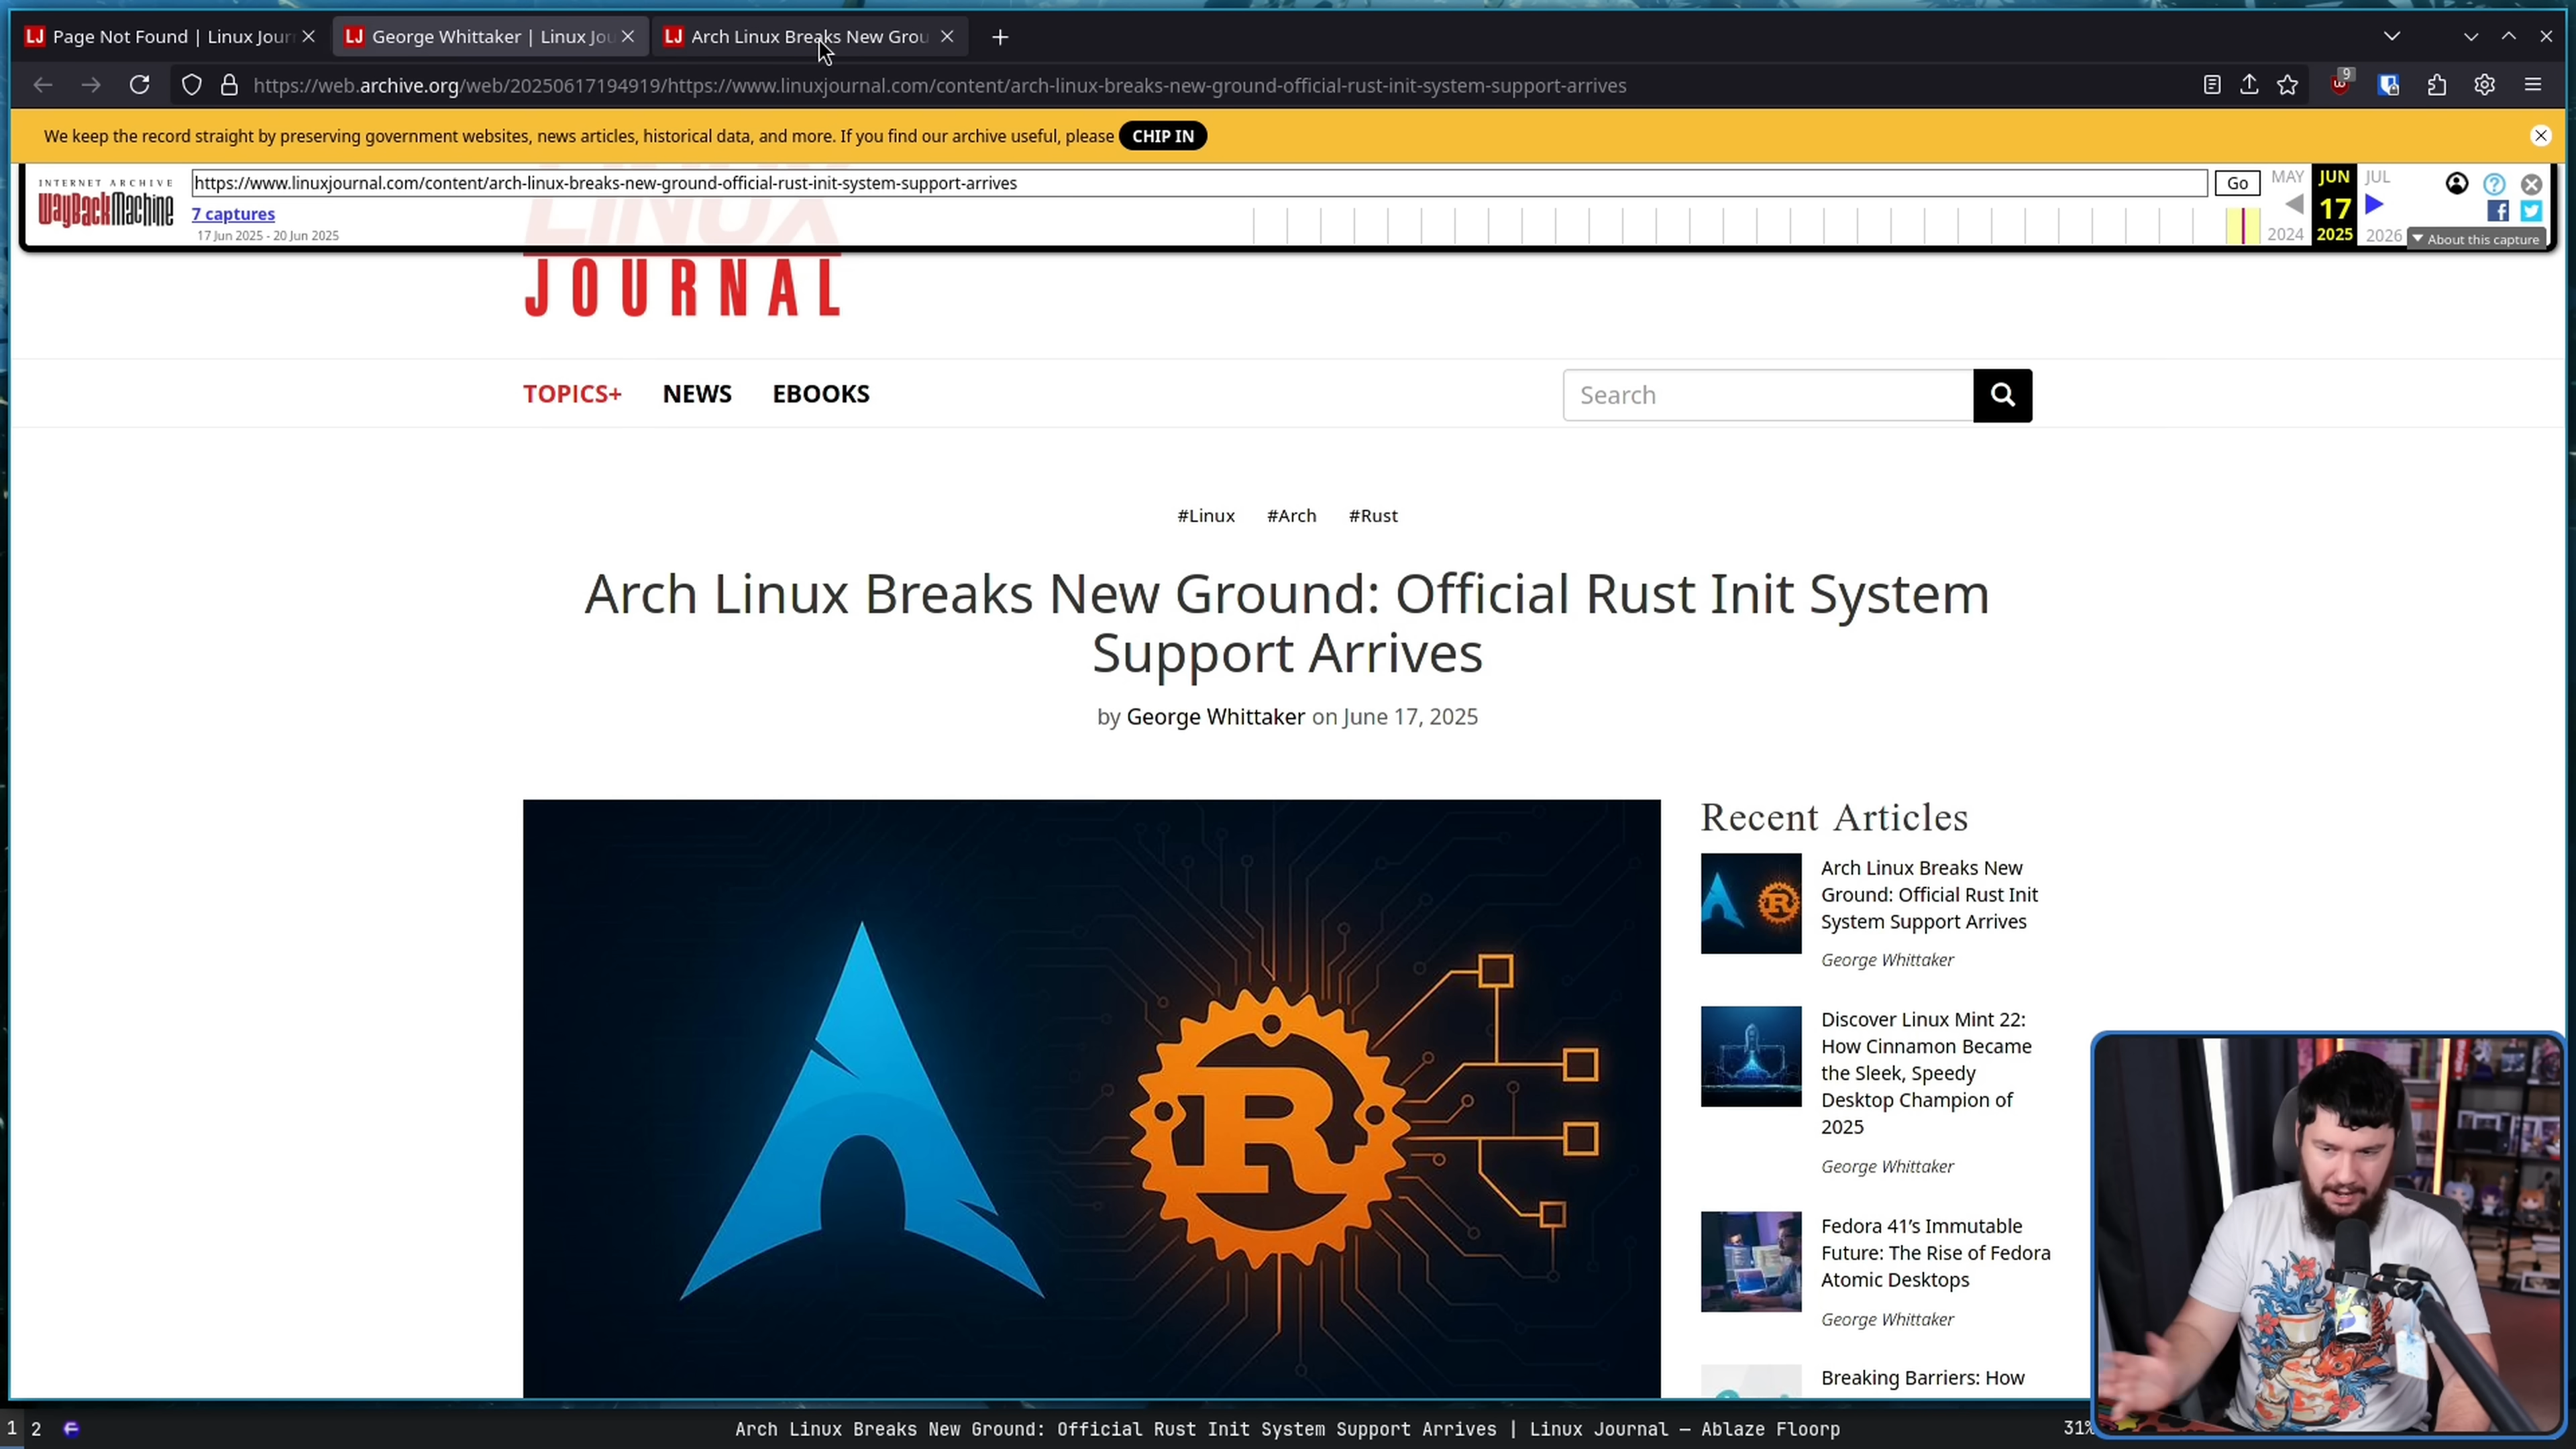 Page Not Found | Linux Jour
George Whittaker | Linux Jou
Arch Linux Breaks New Grou
https://web.archive.org/web/20250617194919/https://www.linuxjournal.com/content/arch-linux-breaks-new-ground-official-rust-init-system-support-arrives
9
We keep the record straight by preserving government websites, news articles, historical data, and more. If you find our archive useful, please CHIP IN
INTERNET ARCHIVE
WayBackMachine
https://www.linuxjournal.com/content/arch-linux-breaks-new-ground-official-rust-init-system-support-arrives
Go
MAY JUN JUL
7 captures
17
17 Jun 2025 - 20 Jun 2025
2024 2025 2026
About this capture
LINUX
JOURNAL
TOPICS+ NEWS EBOOKS
Search
#Linux #Arch #Rust
Arch Linux Breaks New Ground: Official Rust Init System
Support Arrives
by George Whittaker on June 17, 2025
R
Recent Articles
Arch Linux Breaks New
Ground: Official Rust Init
System Support Arrives
George Whittaker
Discover Linux Mint 22:
How Cinnamon Became
the Sleek, Speedy
Desktop Champion of
2025
George Whittaker
Fedora 41’s Immutable
Future: The Rise of Fedora
Atomic Desktops
George Whittaker
Breaking Barriers: How
1 2
Arch Linux Breaks New Ground: Official Rust Init System Support Arrives | Linux Journal — Ablaze Floorp
31%